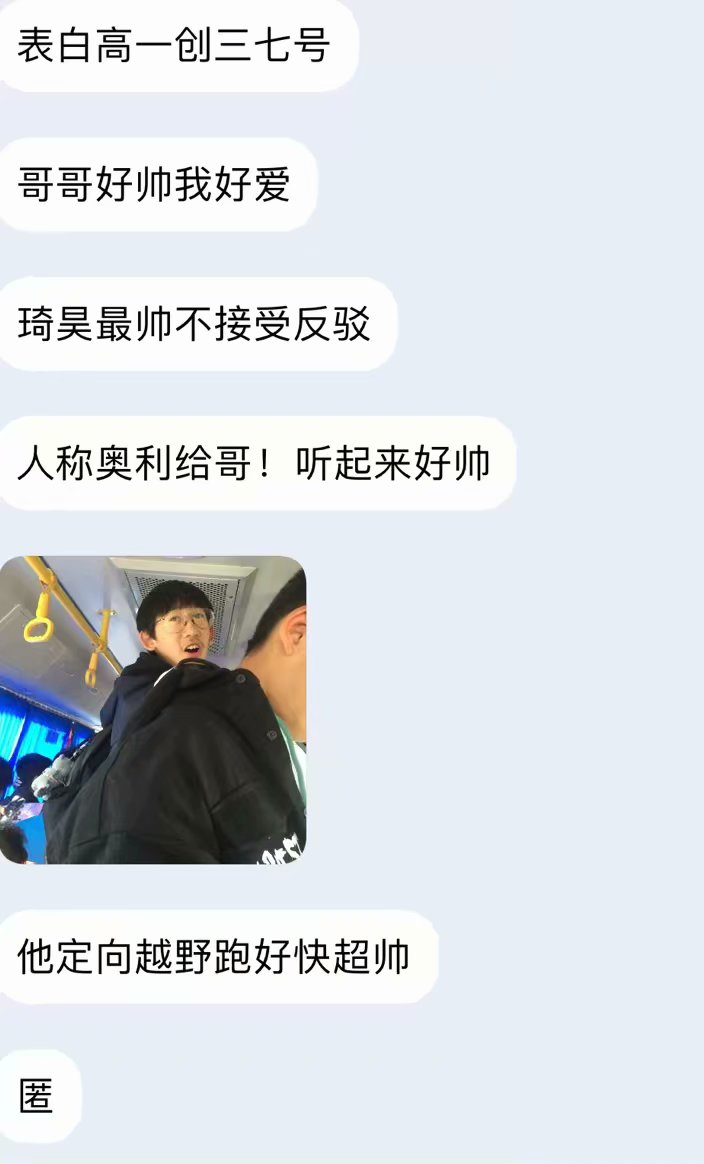 表白高一创三七号
哥哥好帅我好爱
琦昊最帅不接受反驳
人称奥利给哥！听起来好帅
他定向越野跑好快超帅
匿